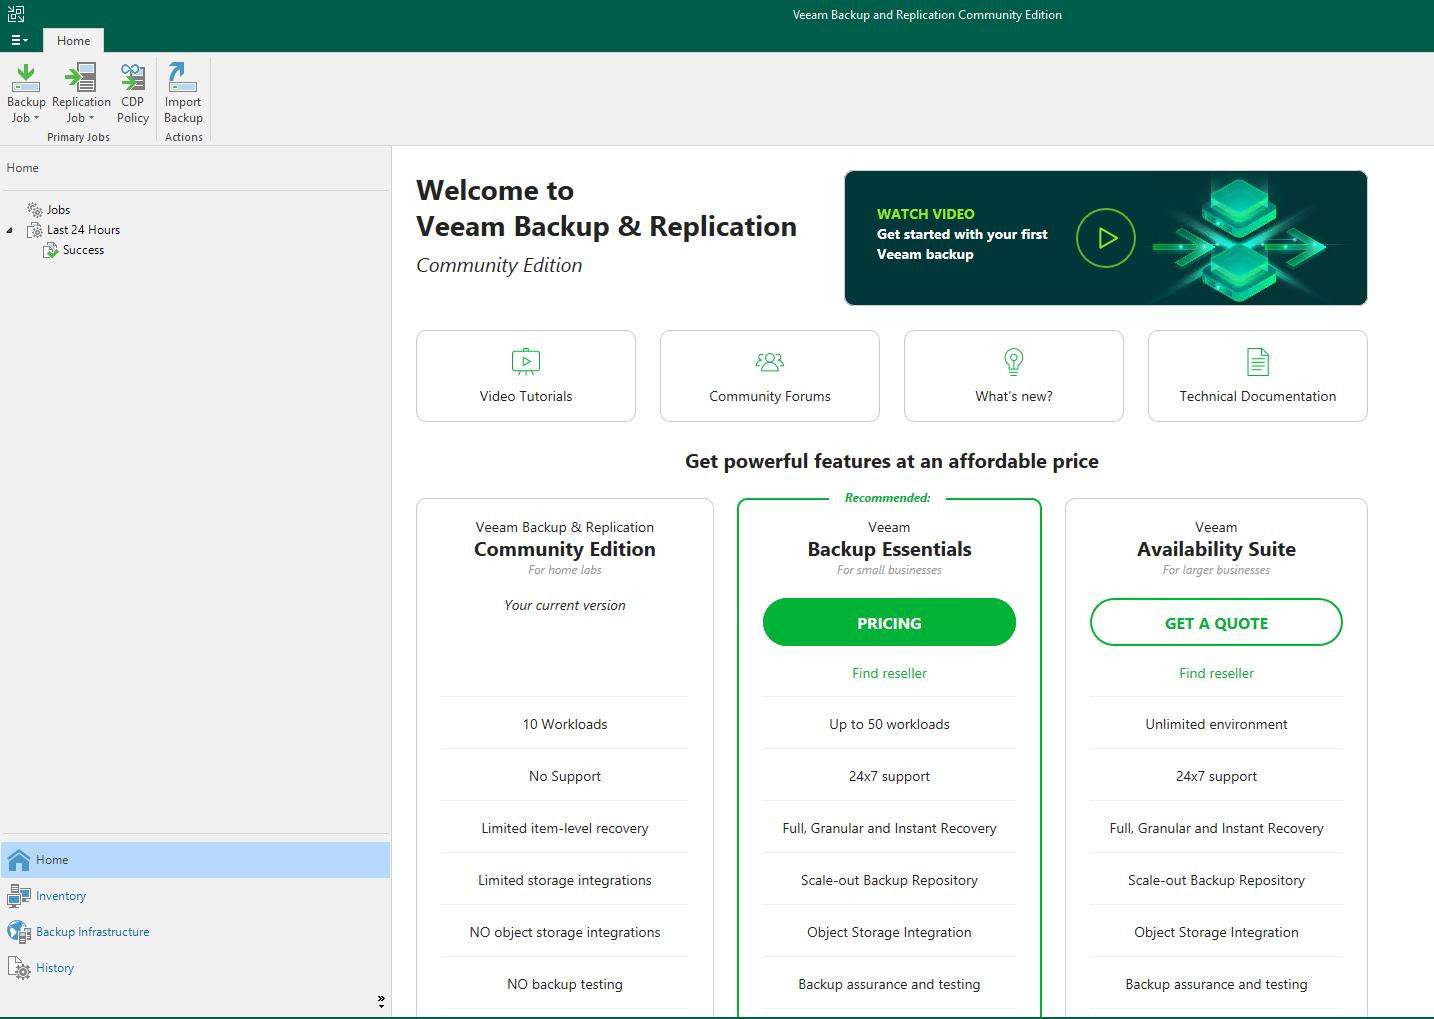 Veeam Backup and Replication Community Edition
Home
Backup Job
Replication Job
CDP Policy
Import Backup
Primary Jobs
Actions
Home
Jobs
Last 24 Hours
Success
Home
Inventory
Backup Infrastructure
History
Welcome to
Veeam Backup & Replication
Community Edition
WATCH VIDEO
Get started with your first
Veeam backup
Video Tutorials
Community Forums
What's new?
Technical Documentation
Get powerful features at an affordable price
Veeam Backup & Replication
Community Edition
For home labs
Your current version
10 Workloads
No Support
Limited item-level recovery
Limited storage integrations
NO object storage integrations
NO backup testing
Recommended:
Veeam
Backup Essentials
For small businesses
PRICING
Find reseller
Up to 50 workloads
24x7 support
Full, Granular and Instant Recovery
Scale-out Backup Repository
Object Storage Integration
Backup assurance and testing
Veeam
Availability Suite
For larger businesses
GET A QUOTE
Find reseller
Unlimited environment
24x7 support
Full, Granular and Instant Recovery
Scale-out Backup Repository
Object Storage Integration
Backup assurance and testing